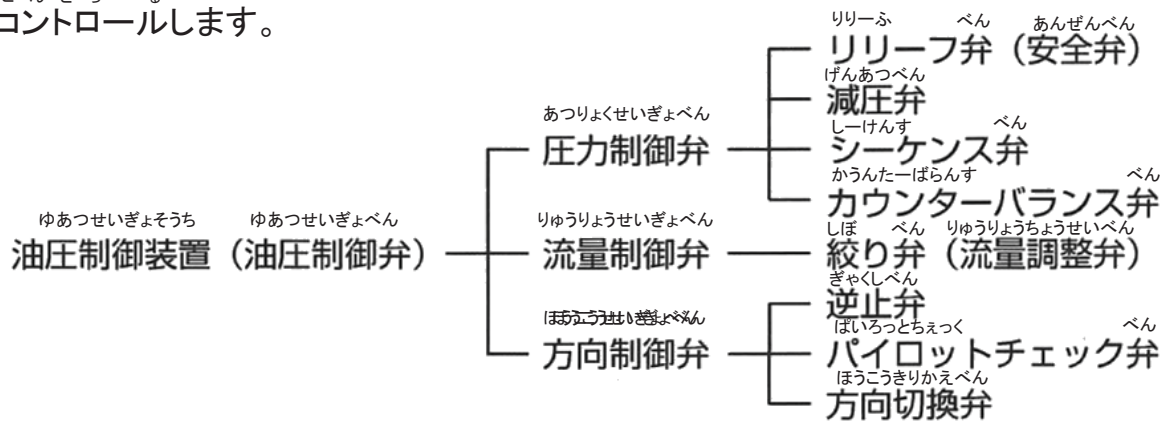 コントロールします。
りりーふ べん あんぜんべん
リリーフ弁（安全弁）
げんあつべん
減圧弁
あつりょくせいぎょべん
圧力制御弁
しーけんす べん
シーケンス弁
かうんたーばらんす べん
カウンターバランス弁
ゆあつせいぎょそうち ゆあつせいぎょべん
油圧制御装置（油圧制御弁）
りゅうりょうせいぎょべん
流量制御弁
しぼ べん りゅうりょうちょうせいべん
絞り弁（流量調整弁）
ぎゃくしべん
逆止弁
ほうこうせいぎょべん
方向制御弁
ぱいろっとちぇっく べん
パイロットチェック弁
ほうこうきりかえべん
方向切換弁